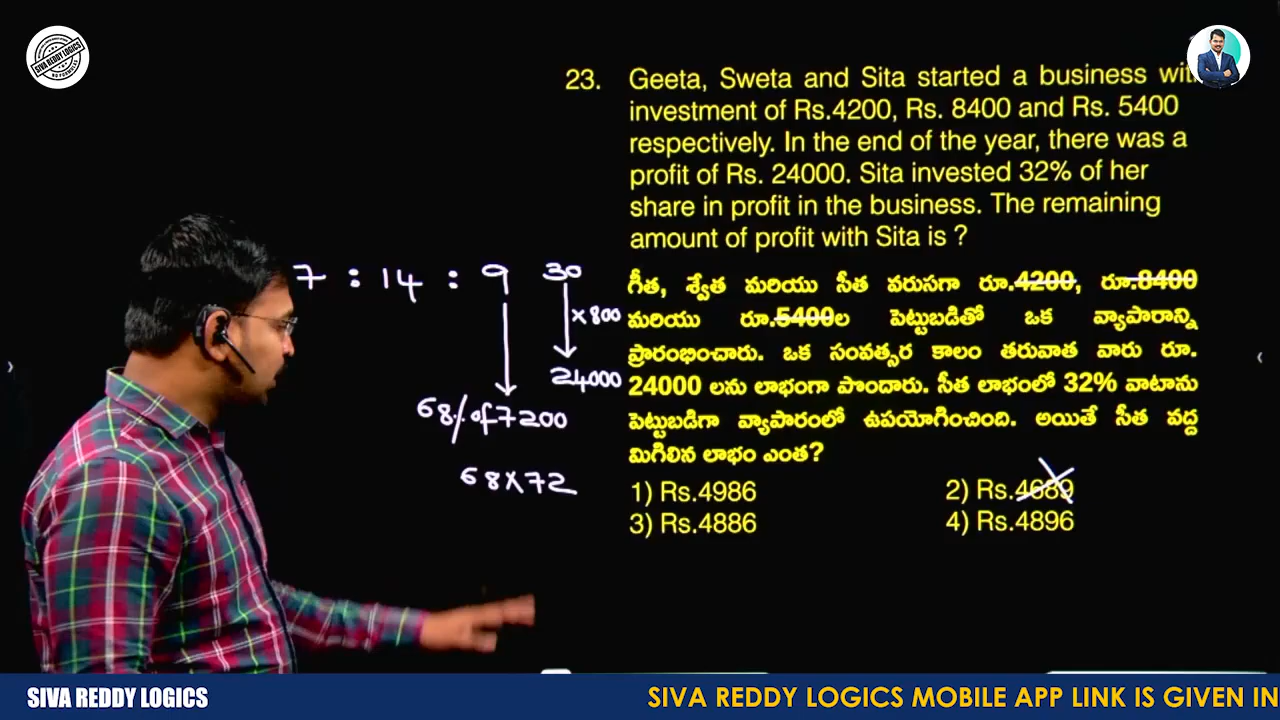 SIVA REDDY LOGICS
NO FORMULAS
23. Geeta, Sweta and Sita started a business with
investment of Rs.4200, Rs. 8400 and Rs. 5400
respectively. In the end of the year, there was a
profit of Rs. 24000. Sita invested 32% of her
share in profit in the business. The remaining
amount of profit with Sita is ?
గీత, శ్వేత మరియు సీత వరుసగా రూ.4200, రూ.8400
మరియు రూ.5400ల పెట్టుబడితో ఒక వ్యాపారాన్ని
ప్రారంభించారు. ఒక సంవత్సర కాలం తరువాత వారు రూ.
24000 లను లాభంగా పొందారు. సీత లాభంలో 32% వాటాను
పెట్టుబడిగా వ్యాపారంలో ఉపయోగించింది. అయితే సీత వద్ద
మిగిలిన లాభం ఎంత?
1) Rs.4986 2) Rs.4689
3) Rs.4886 4) Rs.4896
7 : 14 : 9 30
×800
24000
68% of 7200
68×72
SIVA REDDY LOGICS
SIVA REDDY LOGICS MOBILE APP LINK IS GIVEN IN